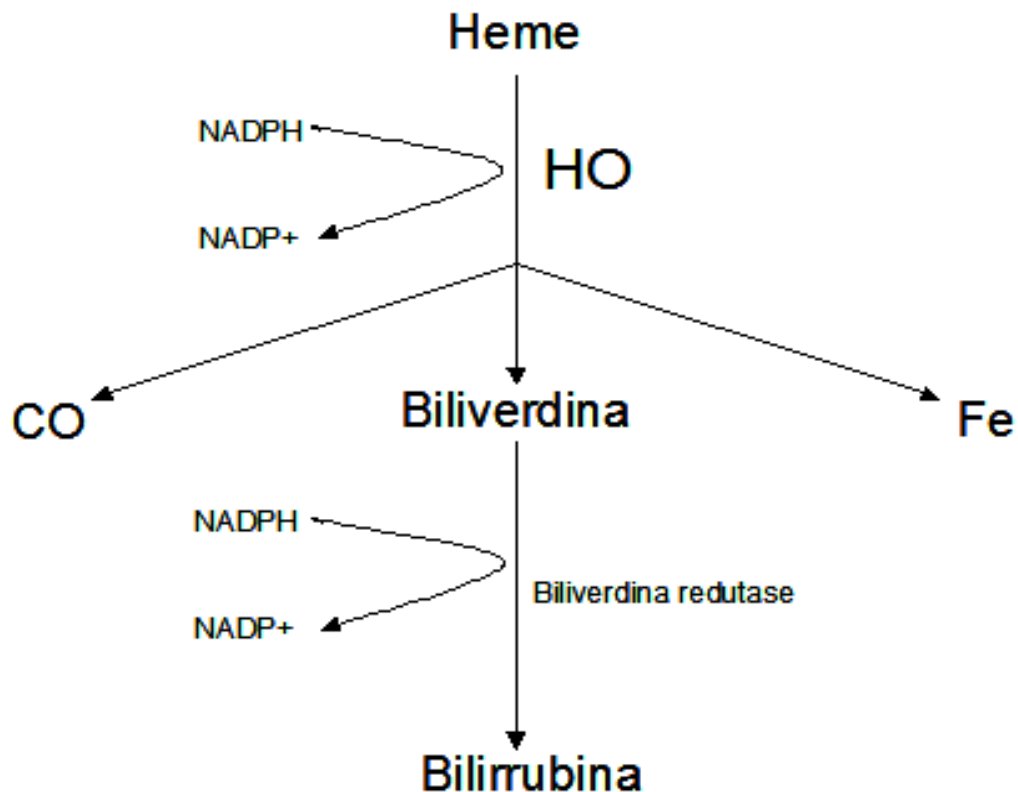 Heme
NADPH
HO
NADP+
CO
Biliverdina
Fe
NADPH
Biliverdina redutase
NADP+
Bilirrubina